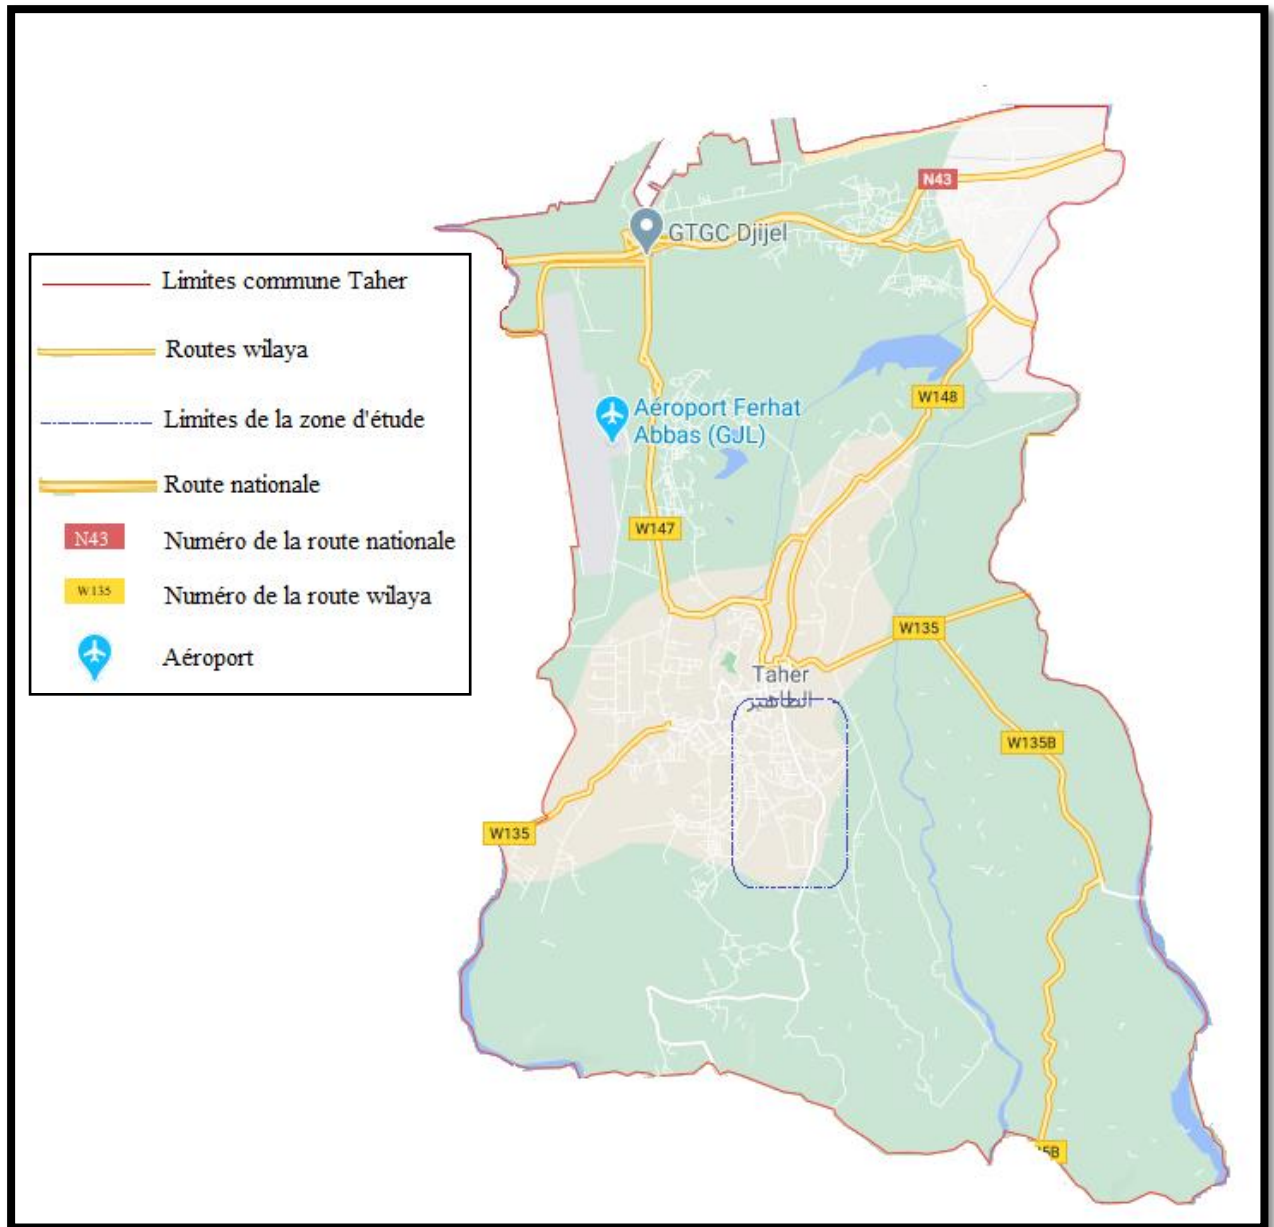 N43
GTGC Djijel
Limites commune Taher
Routes wilaya
Limites de la zone d'étude
Route nationale
N43
Numéro de la route nationale
W135
Numéro de la route wilaya
Aéroport
W148
Aéroport Ferhat
Abbas (GJL)
W147
W135
Taher
الطاهير
W135B
W135
5B